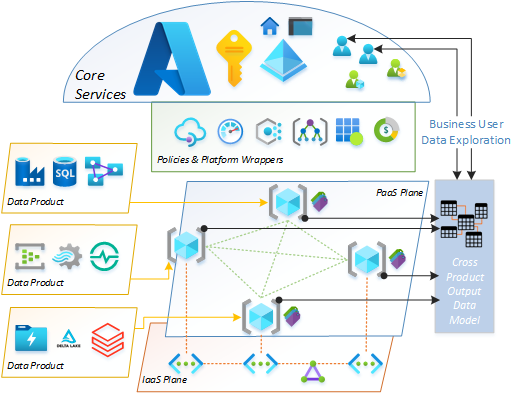 Core
Services
Policies & Platform Wrappers
Business User
Data Exploration
SQL
Data Product
PaaS Plane
Data Product
Cross
Product
Output
Data
Model
DELTA LAKE
Data Product
IaaS Plane